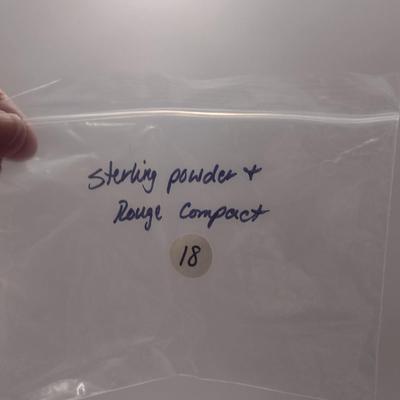 Sterling powder +
Rouge Compact
18